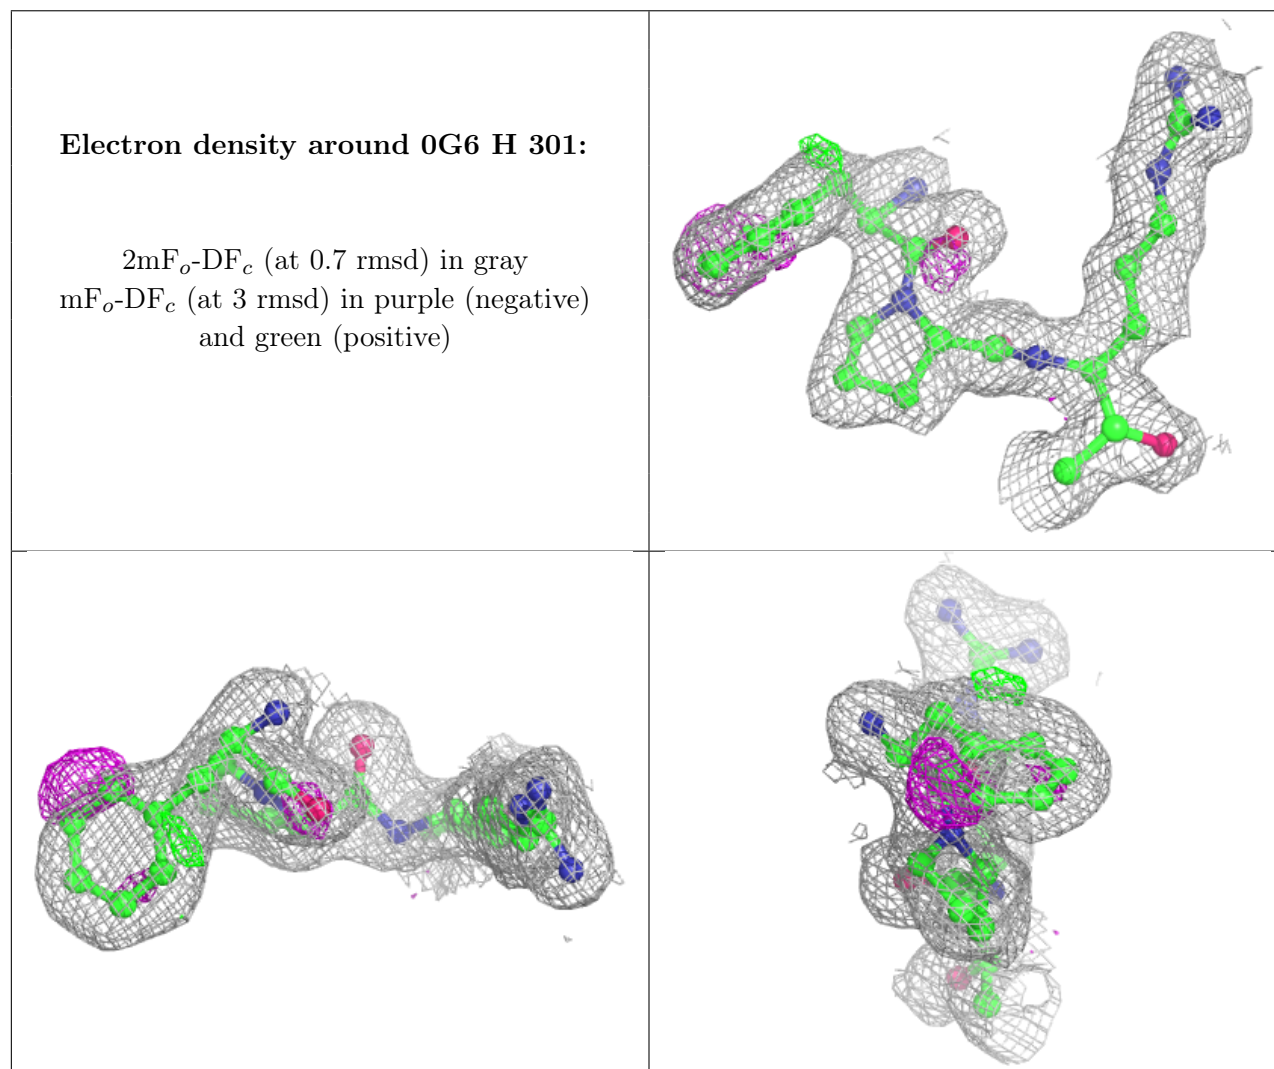 Electron density around 0G6 H 301:
2mFo-DFc (at 0.7 rmsd) in gray
mFo-DFc (at 3 rmsd) in purple (negative)
and green (positive)